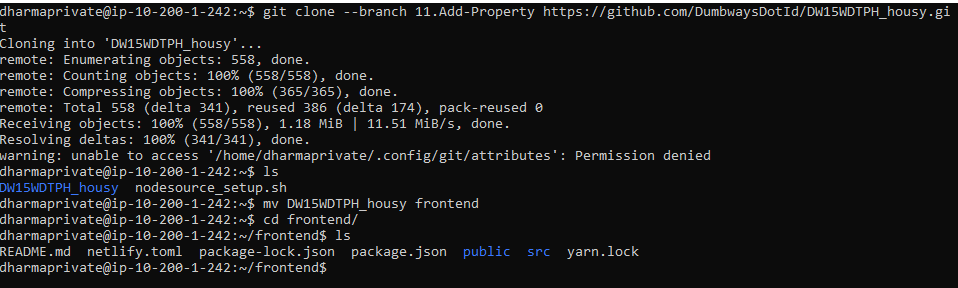 dharmaprivate@ip-10-200-1-242:~$ git clone --branch 11.Add-Property https://github.com/DumbwaysDotId/DW15WDTPH_housy.gi
t
Cloning into 'DW15WDTPH_housy'...
remote: Enumerating objects: 558, done.
remote: Counting objects: 100% (558/558), done.
remote: Compressing objects: 100% (365/365), done.
remote: Total 558 (delta 341), reused 386 (delta 174), pack-reused 0
Receiving objects: 100% (558/558), 1.18 MiB | 11.51 MiB/s, done.
Resolving deltas: 100% (341/341), done.
warning: unable to access '/home/dharmaprivate/.config/git/attributes': Permission denied
dharmaprivate@ip-10-200-1-242:~$ ls
DW15WDTPH_housy  nodesource_setup.sh
dharmaprivate@ip-10-200-1-242:~$ mv DW15WDTPH_housy frontend
dharmaprivate@ip-10-200-1-242:~$ cd frontend/
dharmaprivate@ip-10-200-1-242:~/frontend$ ls
README.md  netlify.toml  package-lock.json  package.json  public  src  yarn.lock
dharmaprivate@ip-10-200-1-242:~/frontend$